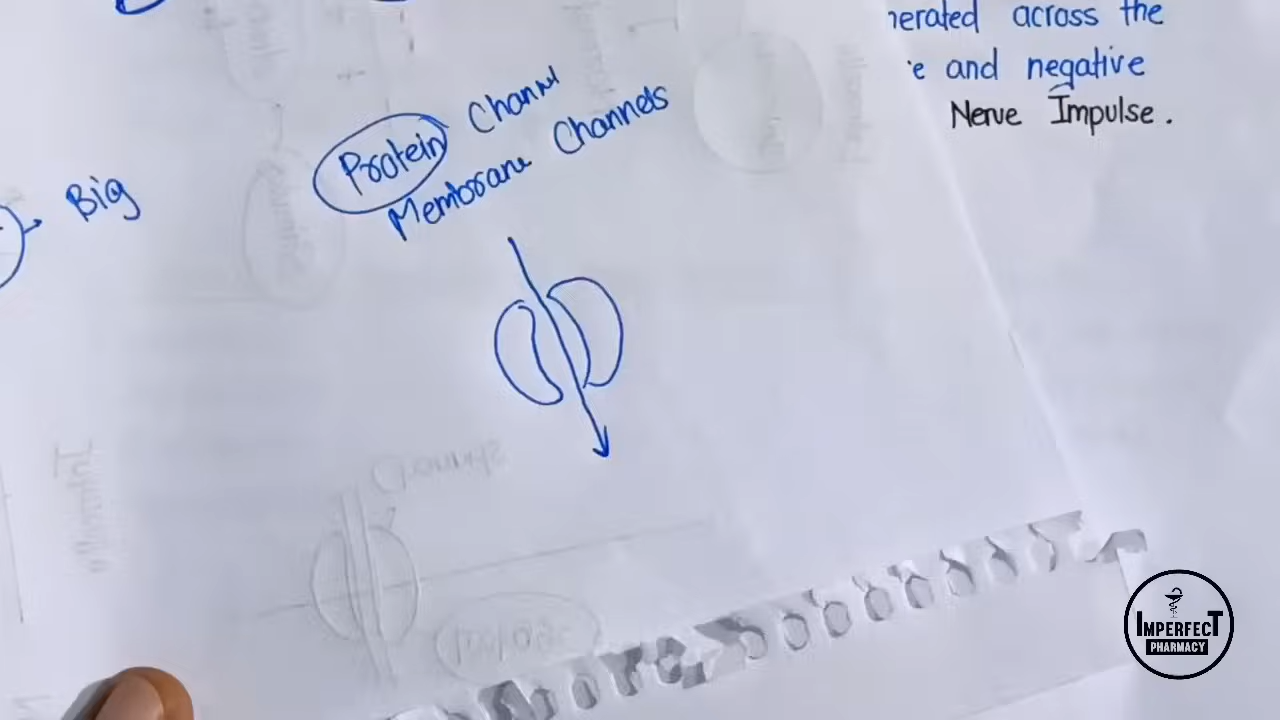 nerated across the
e and negative
Nerve Impulse.
Protein Channel
Membrane Channels
Big
IMPERFECT
PHARMACY